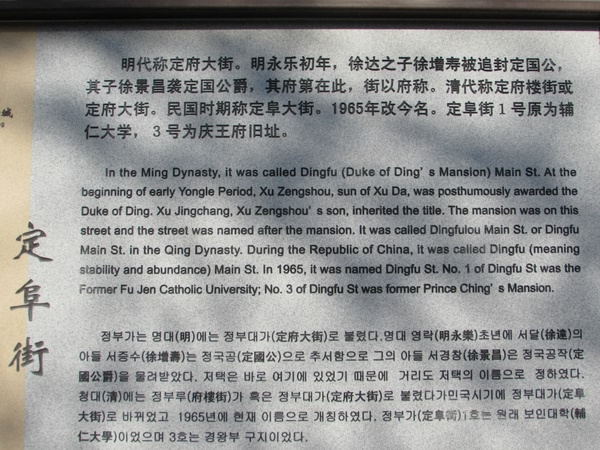 明代称定府大街。明永乐初年，徐达之子徐增寿被追封定国公，
其子徐景昌袭定国公爵，其府第在此，街以府称。清代称定府楼街或
定府大街。民国时期称定阜大街。1965年改今名。定阜街１号原为辅
仁大学，３号为庆王府旧址。
In the Ming Dynasty, it was called Dingfu (Duke of Ding's Mansion) Main St. At the
beginning of early Yongle Period, Xu Zengshou, sun of Xu Da, was posthumously awarded the
Duke of Ding. Xu Jingchang, Xu Zengshou's son, inherited the title. The mansion was on this
street and the street was named after the mansion. It was called Dingfulou Main St. or Dingfu
Main St. in the Qing Dynasty. During the Republic of China, it was called Dingfu (meaning
stability and abundance) Main St. In 1965, it was named Dingfu St. No. 1 of Dingfu St was the
Former Fu Jen Catholic University; No. 3 of Dingfu St was former Prince Ching's Mansion.
정부가는 명대(明)에는 정부대가(定府大街)로 불렸다.명대 영락(明永樂)초년에 서달(徐達)의
아들 서증수(徐增壽)는 정국공(定國公)으로 추서함으로 그의 아들 서경창(徐景昌)은 정국공작(定
國公爵)을 물려받았다. 저택은 바로 여기에 있었기 때문에 거리도 저택의 이름으로 정하였다.
청대(清)에는 정부루(府樓街)가 혹은 정부대가(定府大街)로 불렸다가민국시기에 정부대가(定阜
大街)로 바뀌었고 1965년에 현재 이름으로 개칭하였다. 정부가(定阜街)1호는 원래 보인대학(輔
仁大學)이었으며 3호는 경왕부 구지이었다.
定阜街
城